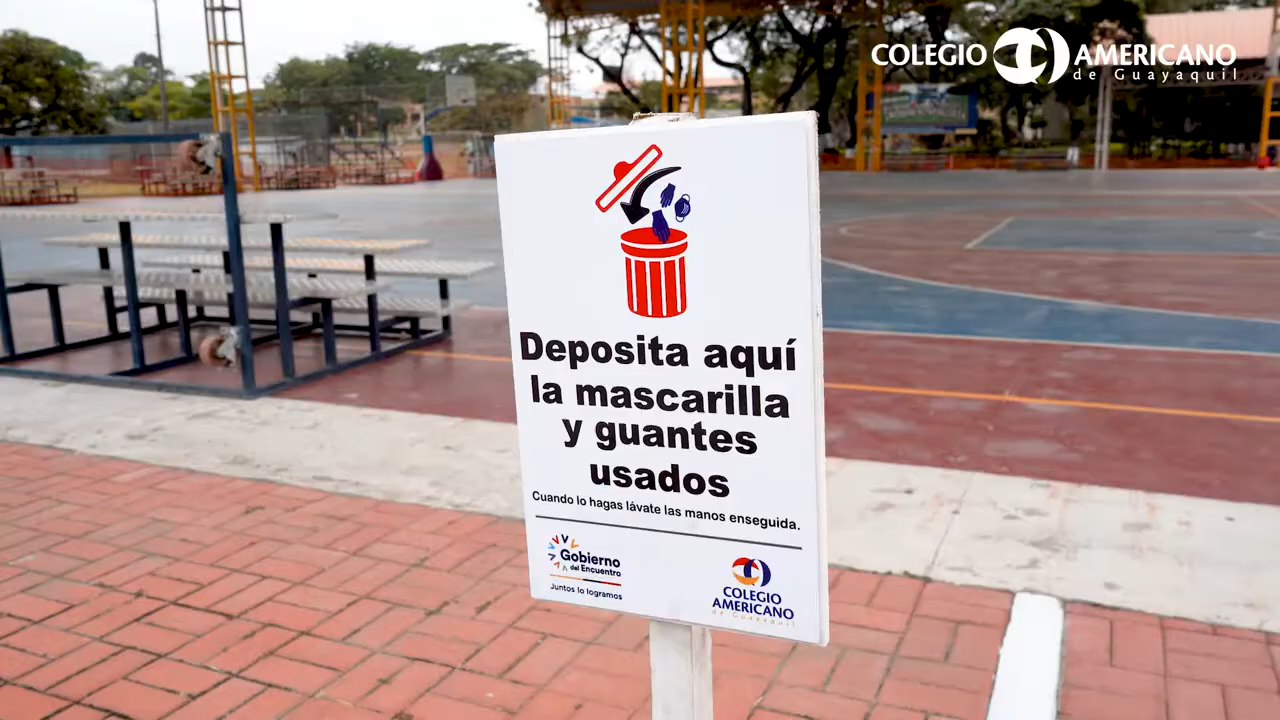 COLEGIO AMERICANO
de Guayaquil
Deposita aquí
la mascarilla
y guantes
usados
Cuando lo hagas lávate las manos enseguida.
Gobierno
del Encuentro
Juntos lo logramos
COLEGIO
AMERICANO
de Guayaquil